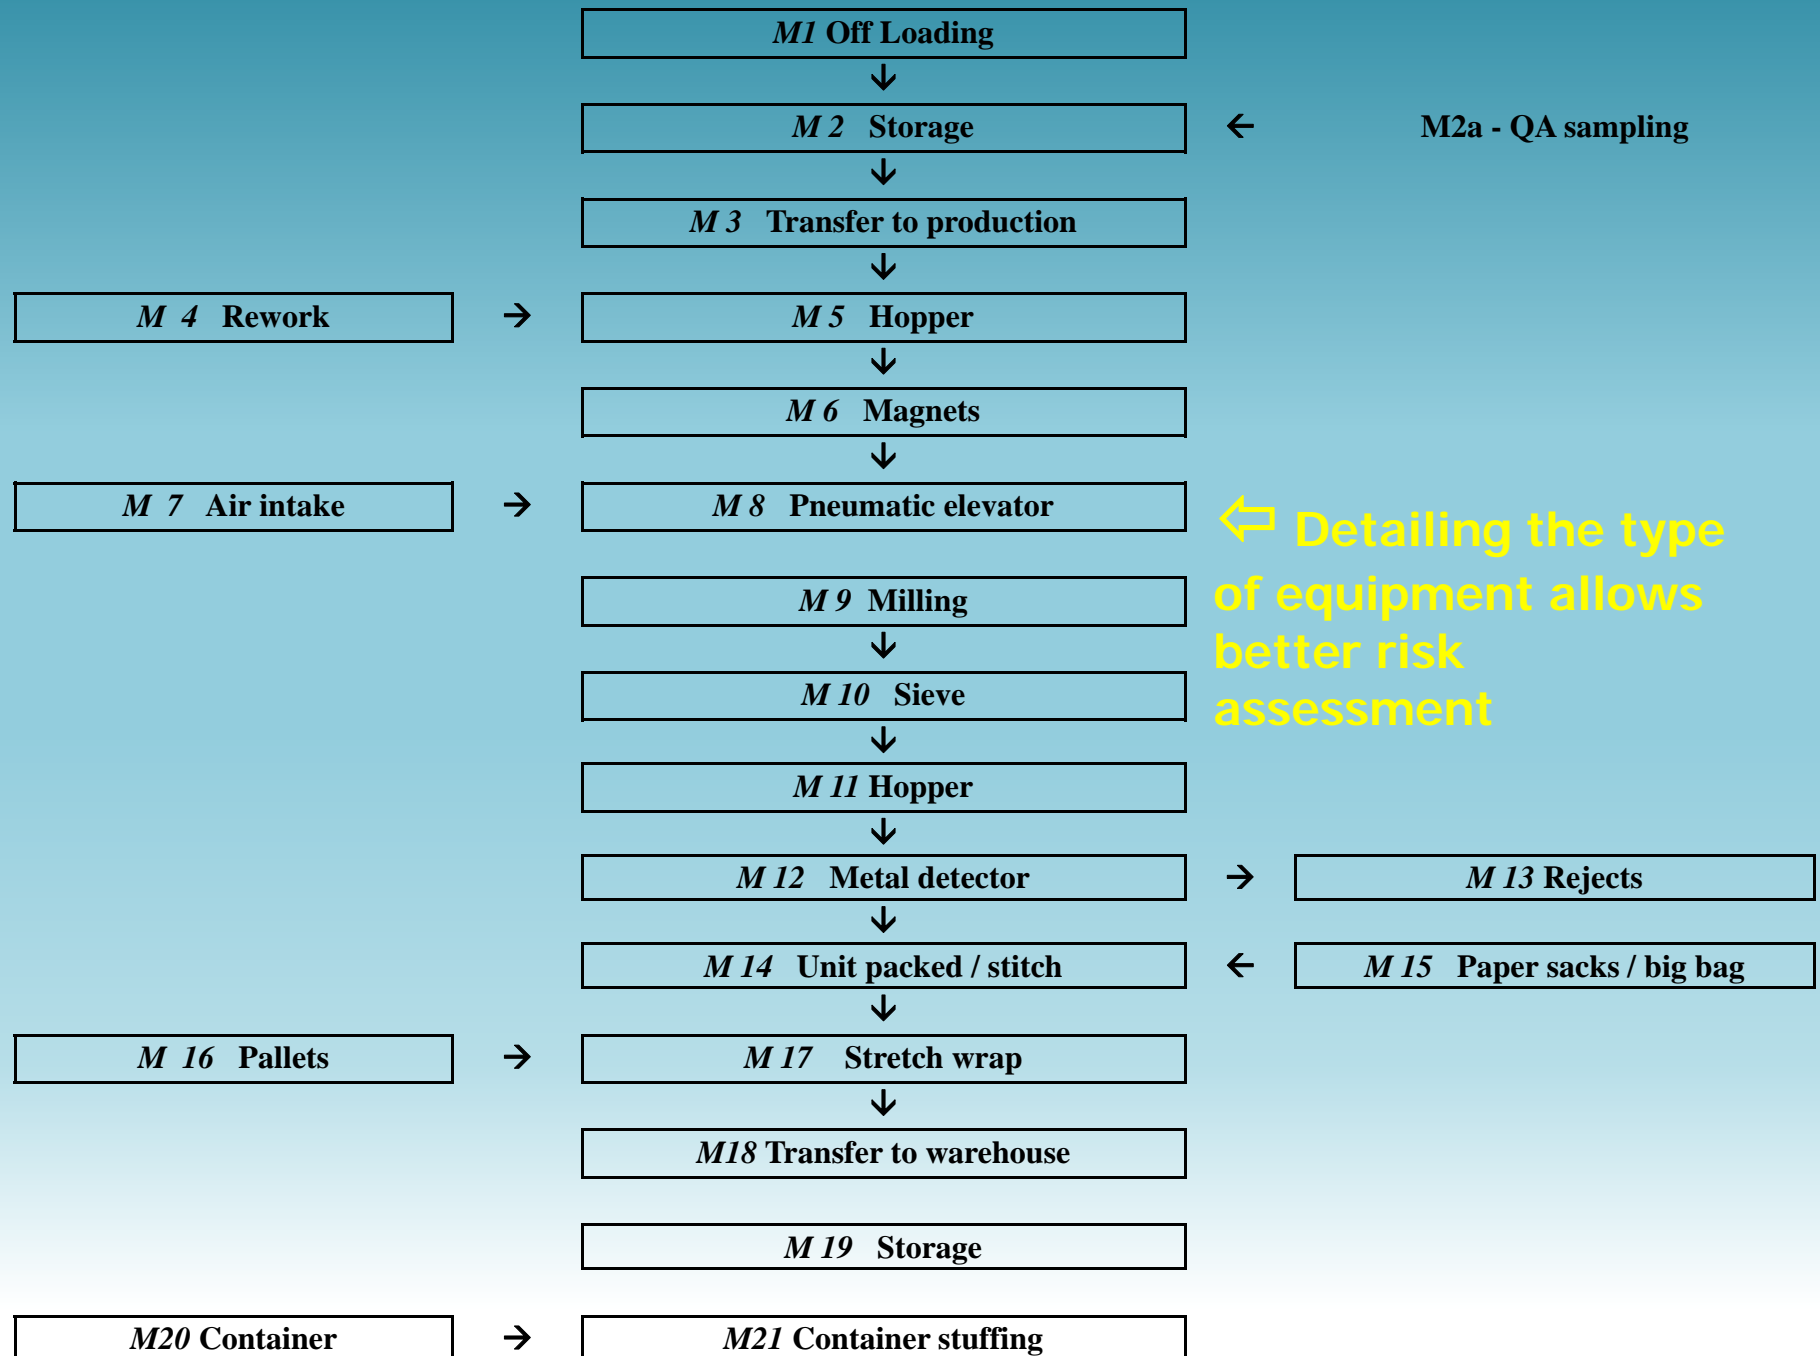 M1 Off Loading
M 2 Storage
M2a - QA sampling
M 3 Transfer to production
M 4 Rework
M 5 Hopper
M 6 Magnets
M 7 Air intake
M 8 Pneumatic elevator
Detailing the type
of equipment allows
better risk
assessment
M 9 Milling
M 10 Sieve
M 11 Hopper
M 12 Metal detector
M 13 Rejects
M 14 Unit packed / stitch
M 15 Paper sacks / big bag
M 16 Pallets
M 17 Stretch wrap
M18 Transfer to warehouse
M 19 Storage
M20 Container
M21 Container stuffing